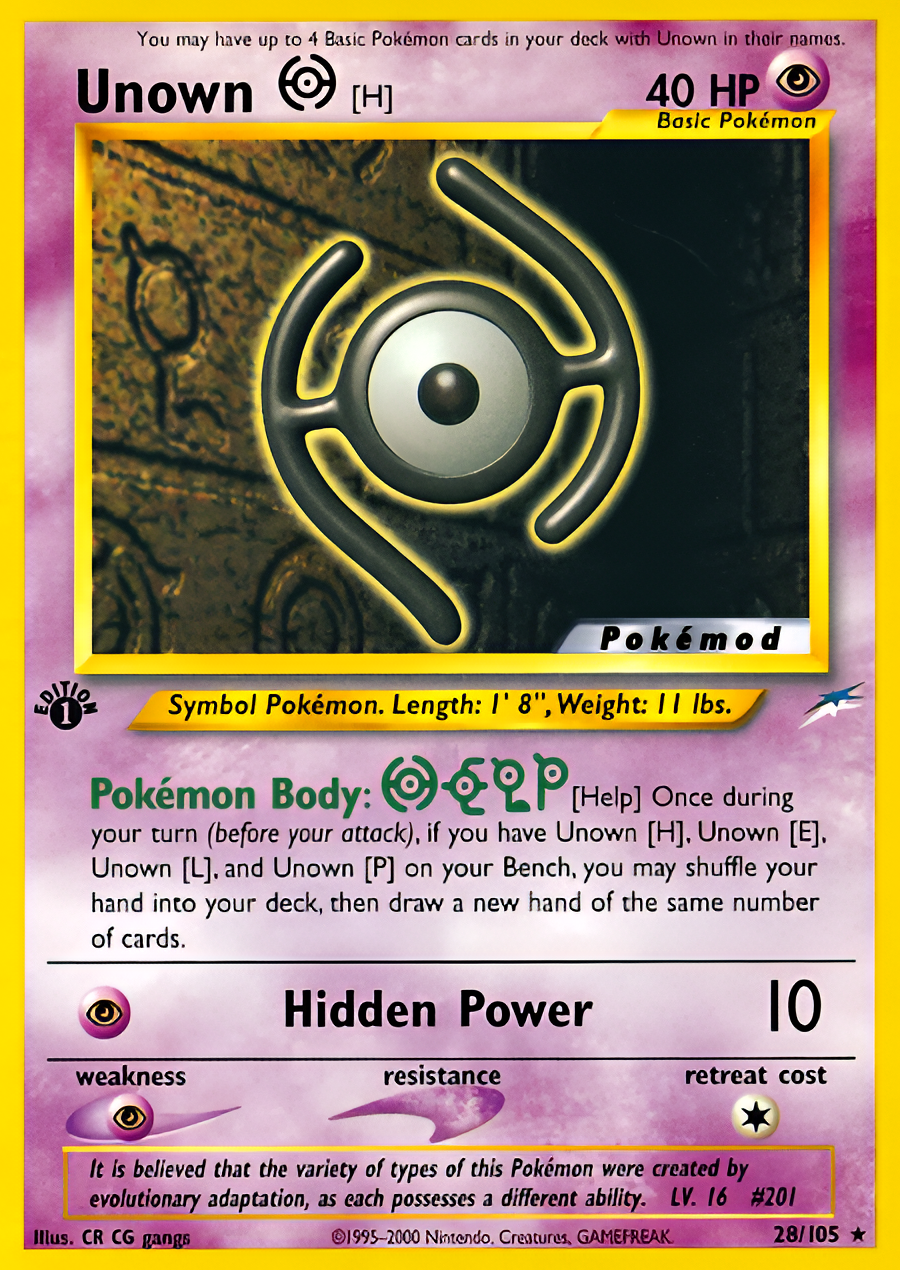 You may have up to 4 Basic Pokémon cards in your deck with Unown in their names.
Unown [H] 40 HP
Basic Pokémon
Pokémod
EDITION 1
Symbol Pokémon. Length: 1' 8", Weight: 11 lbs.
Pokémon Body: HELP [Help] Once during
your turn (before your attack), if you have Unown [H], Unown [E],
Unown [L], and Unown [P] on your Bench, you may shuffle your
hand into your deck, then draw a new hand of the same number
of cards.
Hidden Power 10
weakness resistance retreat cost
It is believed that the variety of types of this Pokémon were created by
evolutionary adaptation, as each possesses a different ability. LV. 16 #201
Illus. CR CG gangs ©1995–2000 Nintendo, Creatures, GAMEFREAK. 28/105 ★